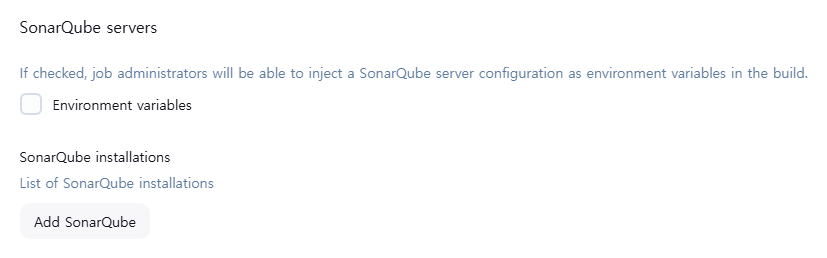 SonarQube servers
If checked, job administrators will be able to inject a SonarQube server configuration as environment variables in the build.
Environment variables
SonarQube installations
List of SonarQube installations
Add SonarQube